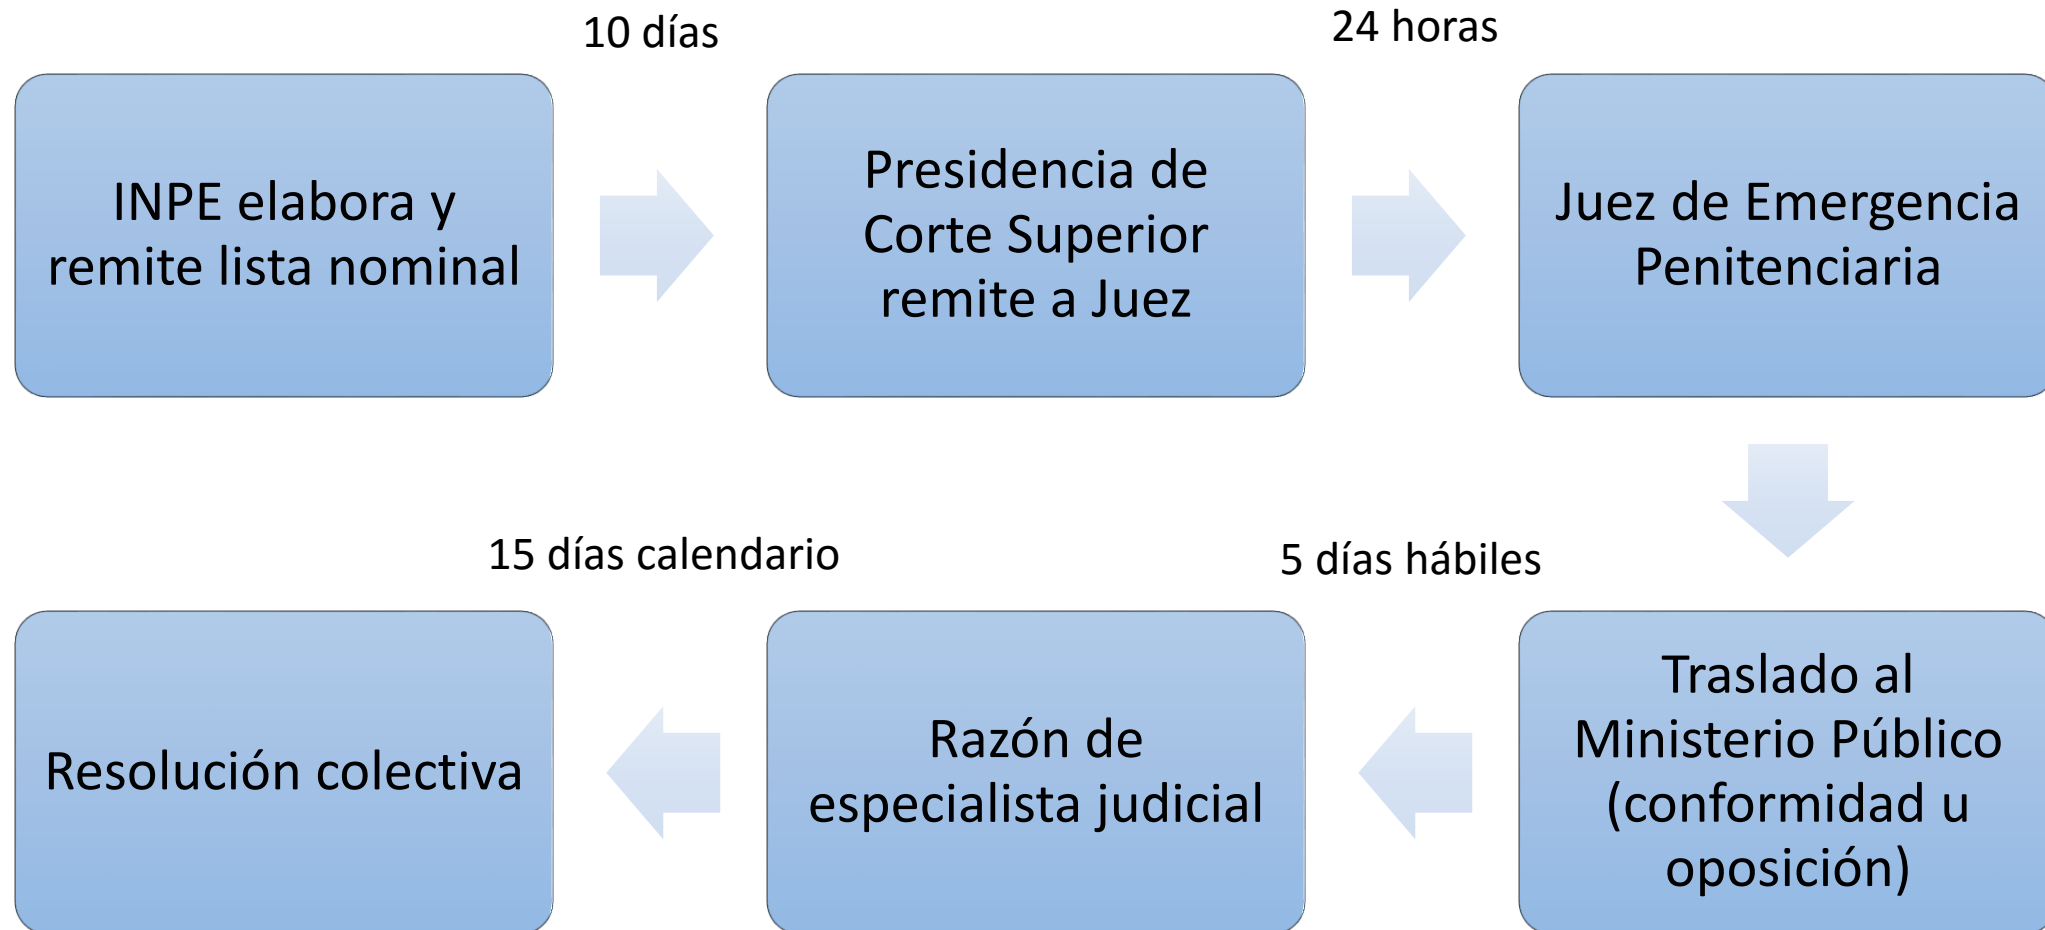 10 días
24 horas
INPE elabora y
remite lista nominal
Presidencia de
Corte Superior
remite a Juez
Juez de Emergencia
Penitenciaria
15 días calendario
5 días hábiles
Resolución colectiva
Razón de
especialista judicial
Traslado al
Ministerio Público
(conformidad u
oposición)